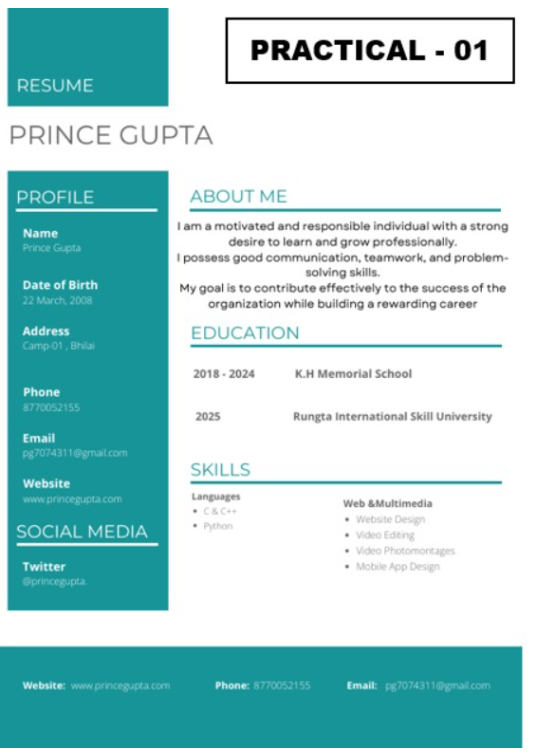 PRACTICAL - 01
RESUME
PRINCE GUPTA
PROFILE
Name
Prince Gupta
Date of Birth
22 March, 2008
Address
Camp-01 , Bhilai
Phone
8770052155
Email
pg7074311@gmail.com
Website
www.princegupta.com
SOCIAL MEDIA
Twitter
@princegupta.
ABOUT ME
I am a motivated and responsible individual with a strong
desire to learn and grow professionally.
I possess good communication, teamwork, and problem-
solving skills.
My goal is to contribute effectively to the success of the
organization while building a rewarding career
EDUCATION
2018 - 2024 K.H Memorial School
2025 Rungta International Skill University
SKILLS
Languages
• C & C++
• Python
Web &Multimedia
• Website Design
• Video Editing
• Video Photomontages
• Mobile App Design
Website: www.princegupta.com Phone: 8770052155 Email: pg7074311@gmail.com